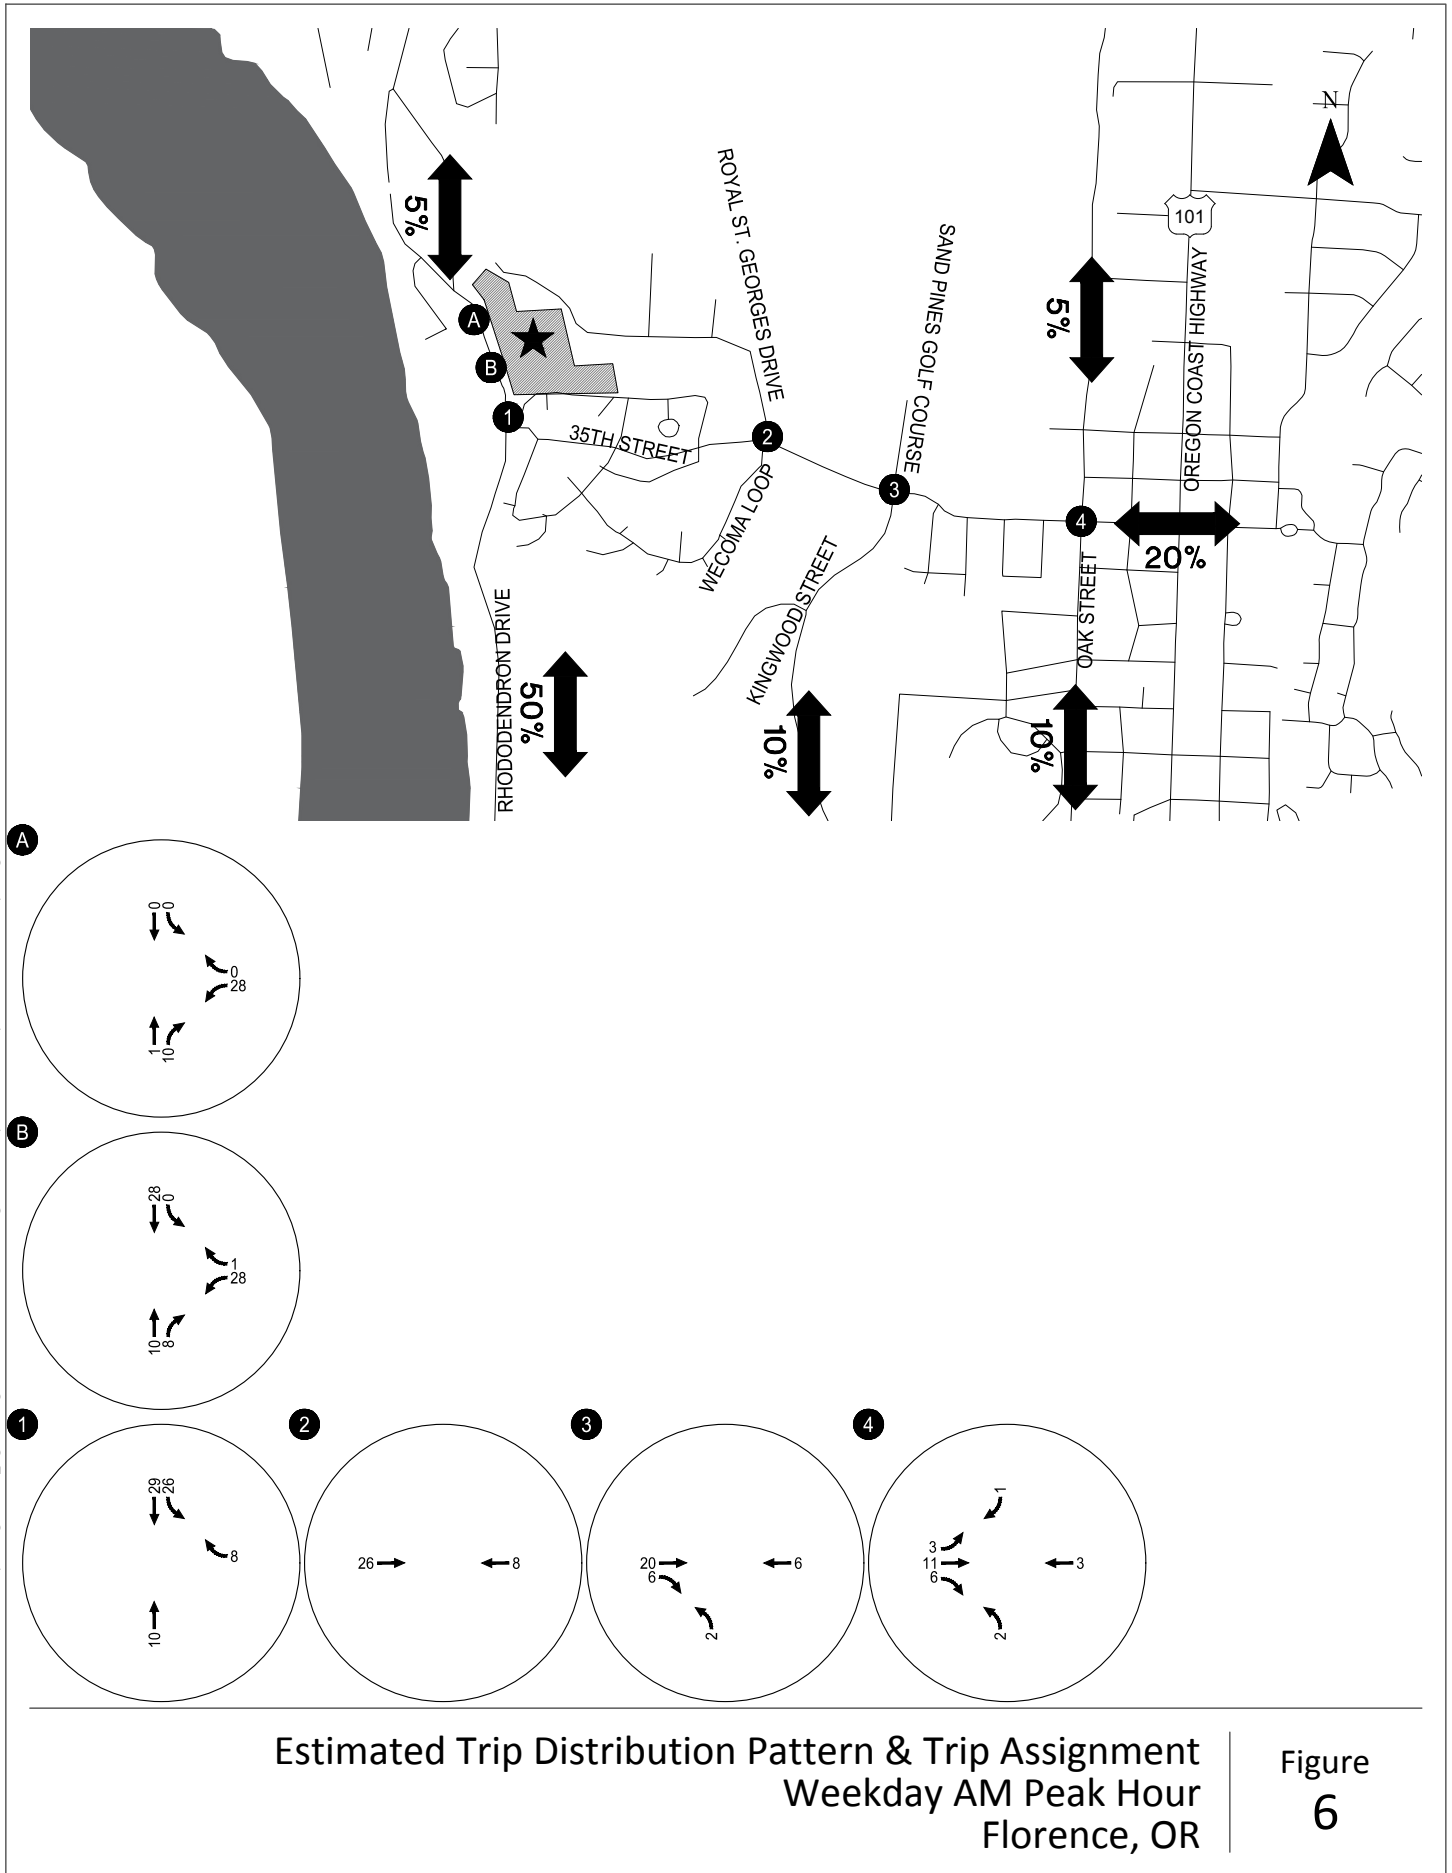 N
101
5%
ROYAL ST. GEORGES DRIVE
SAND PINES GOLF COURSE
5%
OREGON COAST HIGHWAY
A
B
1
35TH STREET
2
3
4
20%
WECOMA LOOP
KINGWOOD STREET
OAK STREET
RHODODENDRON DRIVE
50%
10%
10%
A
0 0
0
28
1 10
B
28 0
1
28
10 8
1
29 26
8
10
2
26
8
3
20
6
6
2
4
1
3
11
6
3
2
Estimated Trip Distribution Pattern & Trip Assignment
Weekday AM Peak Hour
Florence, OR
Figure
6